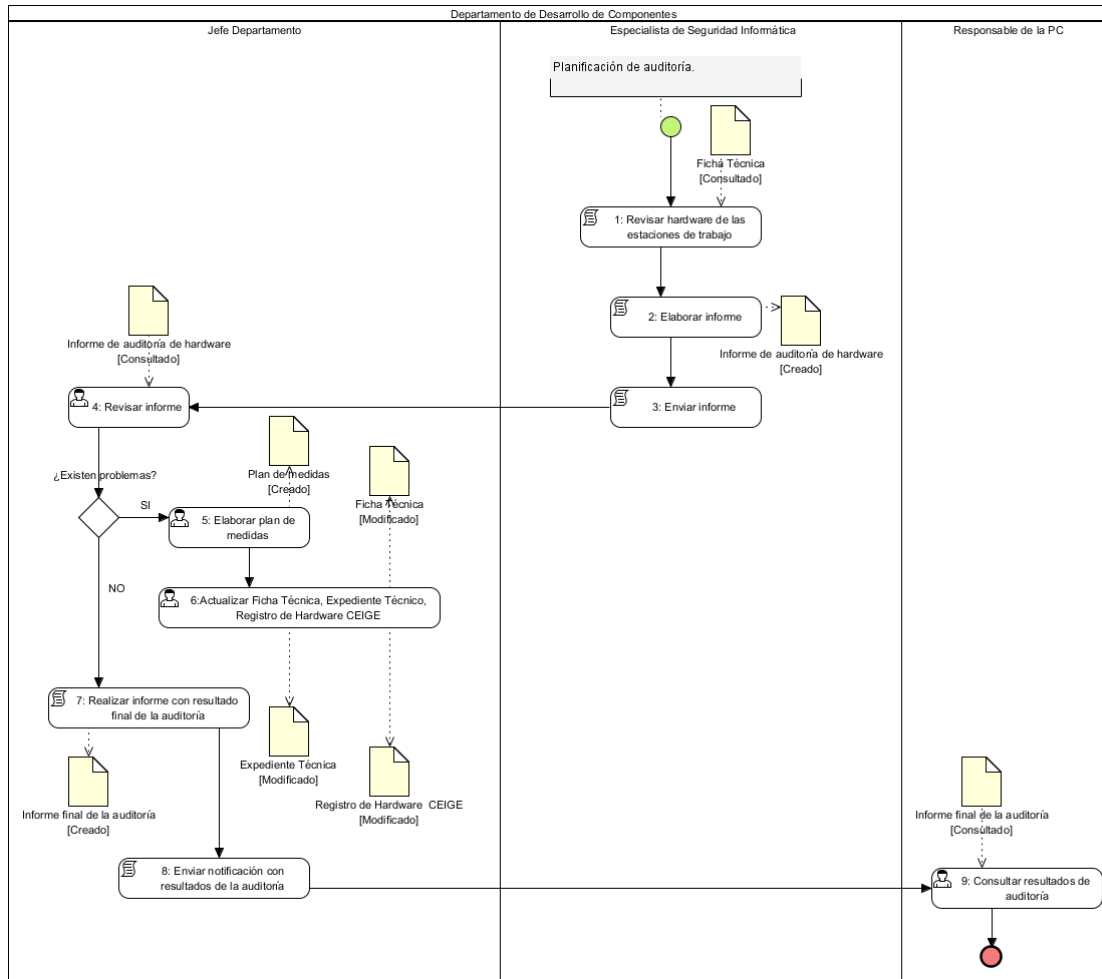 Departamento de Desarrollo de Componentes
Jefe Departamento
Especialista de Seguridad Informática
Responsable de la PC
Planificación de auditoría.
Ficha Técnica
[Consultado]
1: Revisar hardware de las
estaciones de trabajo
2: Elaborar informe
Informe de auditoría de hardware
[Creado]
3: Enviar informe
Informe de auditoría de hardware
[Consultado]
4: Revisar informe
¿Existen problemas?
SI
NO
Plan de medidas
[Creado]
5: Elaborar plan de
medidas
Ficha Técnica
[Modificado]
6:Actualizar Ficha Técnica, Expediente Técnico,
Registro de Hardware CEIGE
7: Realizar informe con resultado
final de la auditoría
Expediente Técnica
[Modificado]
Registro de Hardware CEIGE
[Modificado]
Informe final de la auditoría
[Creado]
8: Enviar notificación con
resultados de la auditoría
Informe final de la auditoría
[Consultado]
9: Consultar resultados de
auditoría